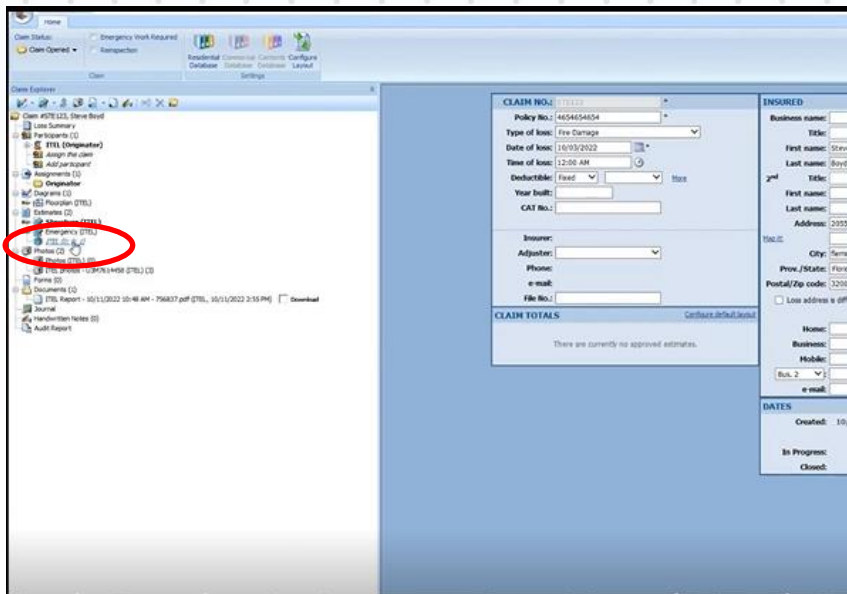 Home
Claim Status:
Emergency Work Required
Claim Opened
Reinspection
Residential Database
Commercial Database
Contents Database
Configure Layout
Claim
Settings
Claim Explorer
Claim #STE123, Steve Boyd
Loss Summary
Participants (1)
ITEL (Originator)
Assign the claim
Add participant
Assignments (1)
Originator
Diagrams (1)
Floorplan (ITEL)
Estimates (2)
Structure (ITEL)
Emergency (ITEL)
Photos (2)
Photos (ITEL) (0)
Forms (0)
Documents (1)
ITEL Report - 10/11/2022 10:48 AM - 756837.pdf (ITEL, 10/11/2022 2:55 PM) Download
Journal
Handwritten Notes (0)
Audit Report
CLAIM NO.: STE123 *
Policy No.: 4654654654 *
Type of loss: Fire Damage
Date of loss: 10/03/2022 *
Time of loss: 12:00 AM
Deductible: Fixed More
Year built:
CAT No.:
Insurer:
Adjuster:
Phone:
e-mail:
File No.:
CLAIM TOTALS Configure default layout
There are currently no approved estimates.
INSURED
Business name:
Title:
First name: Steve
Last name: Boyd
2nd Title:
First name:
Last name:
Address: 2055
Map it:
City:
Prov./State:
Postal/Zip code:
Loss address is dif
Home:
Business:
Mobile:
Bus. 2 :
e-mail:
DATES
Created: 10/
In Progress:
Closed: